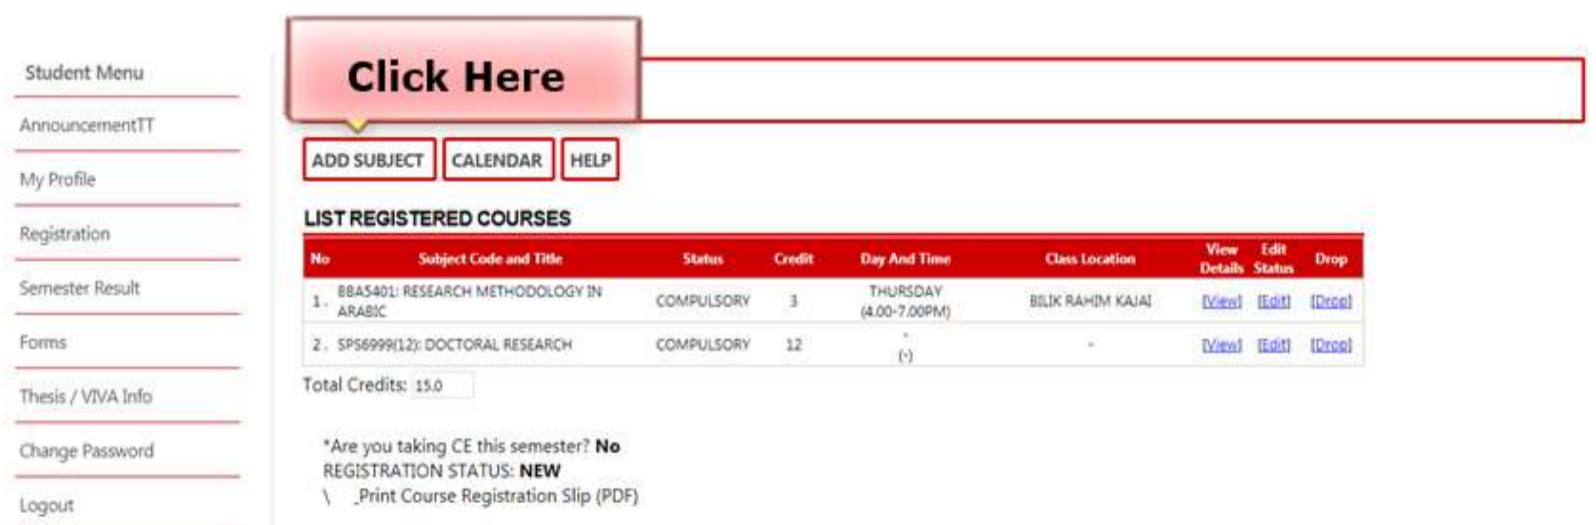 Click Here
Student Menu
AnnouncementTT
My Profile
Registration
Semester Result
Forms
Thesis / VIVA Info
Change Password
Logout
ADD SUBJECT CALENDAR HELP
LIST REGISTERED COURSES
No Subject Code and Title Status Credit Day And Time Class Location View Details Edit Status Drop
1. BBA5401: RESEARCH METHODOLOGY IN ARABIC COMPULSORY 3 THURSDAY (4.00-7.00PM) BILIK RAHIM KAJAI [View] [Edit] [Drop]
2. SPS6999(12): DOCTORAL RESEARCH COMPULSORY 12 - (-) - [View] [Edit] [Drop]
Total Credits: 15.0
*Are you taking CE this semester? No
REGISTRATION STATUS: NEW
\ _Print Course Registration Slip (PDF)